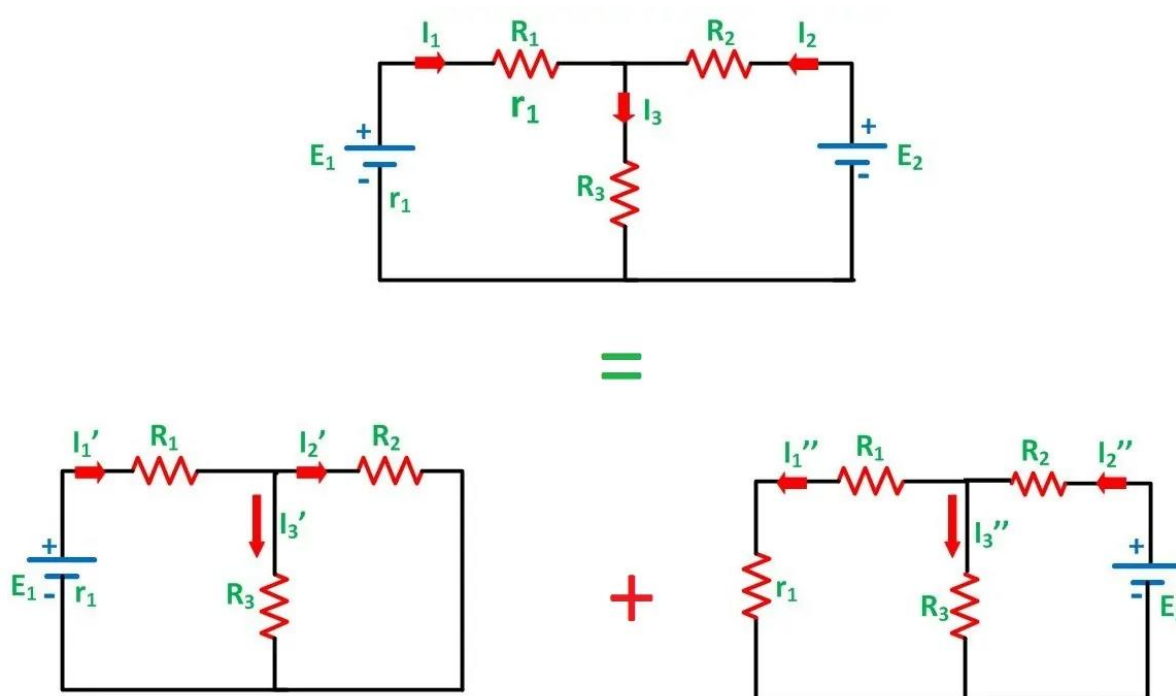 I₁ R₁ R₂ I₂
r₁ I₃
+ +
E₁ E₂
- -
R₃
r₁
=
I₁’ R₁ I₂’ R₂
I₃’
+
E₁ r₁
-
R₃
+
I₁’’ R₁ R₂ I₂’’
I₃’’
+
r₁ R₃ E
-